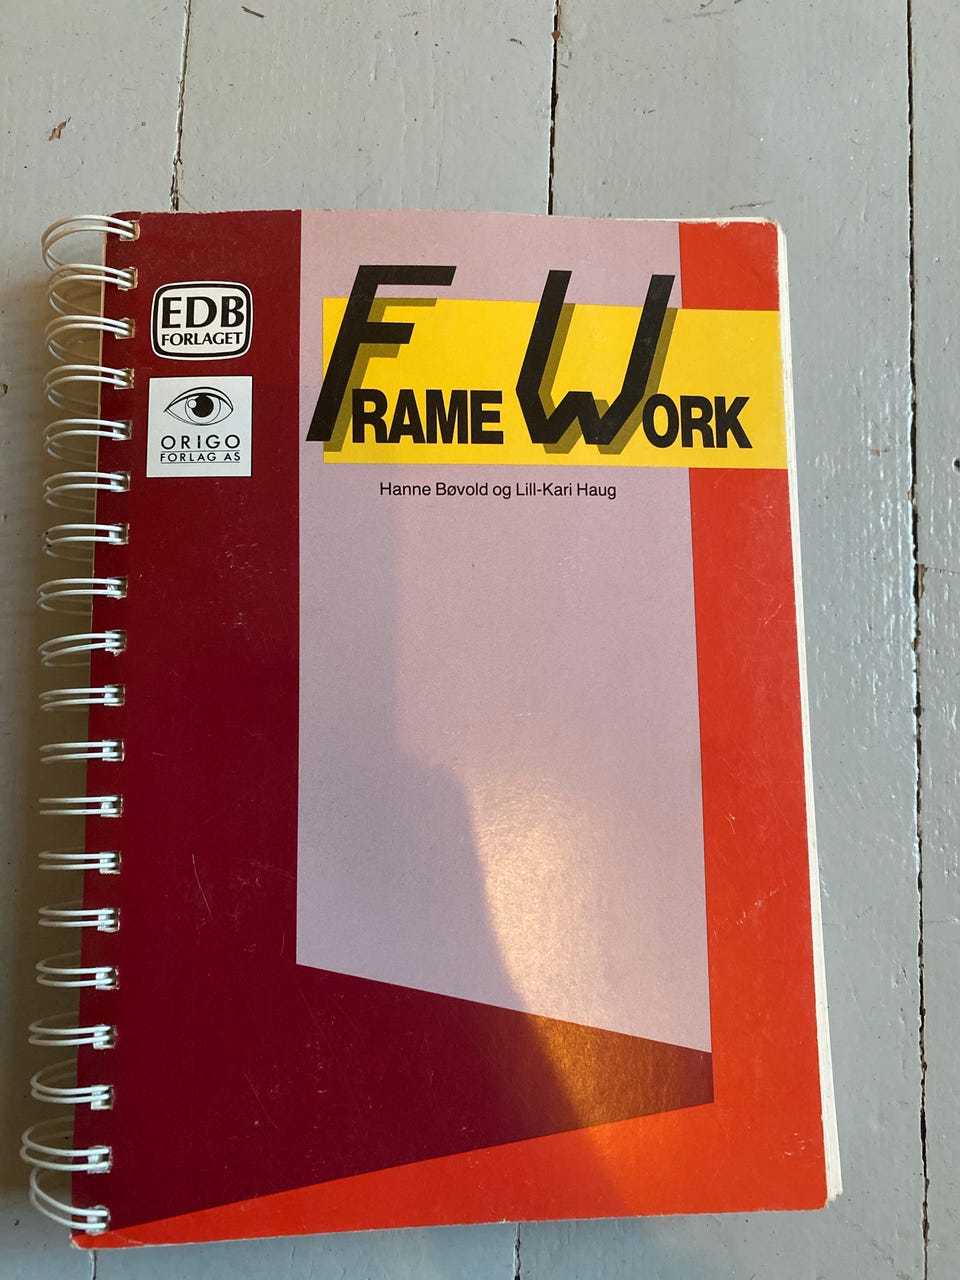 EDB
FORLAGET
ORIGO
FORLAG AS
FRAME WORK
Hanne Bøvold og Lill-Kari Haug